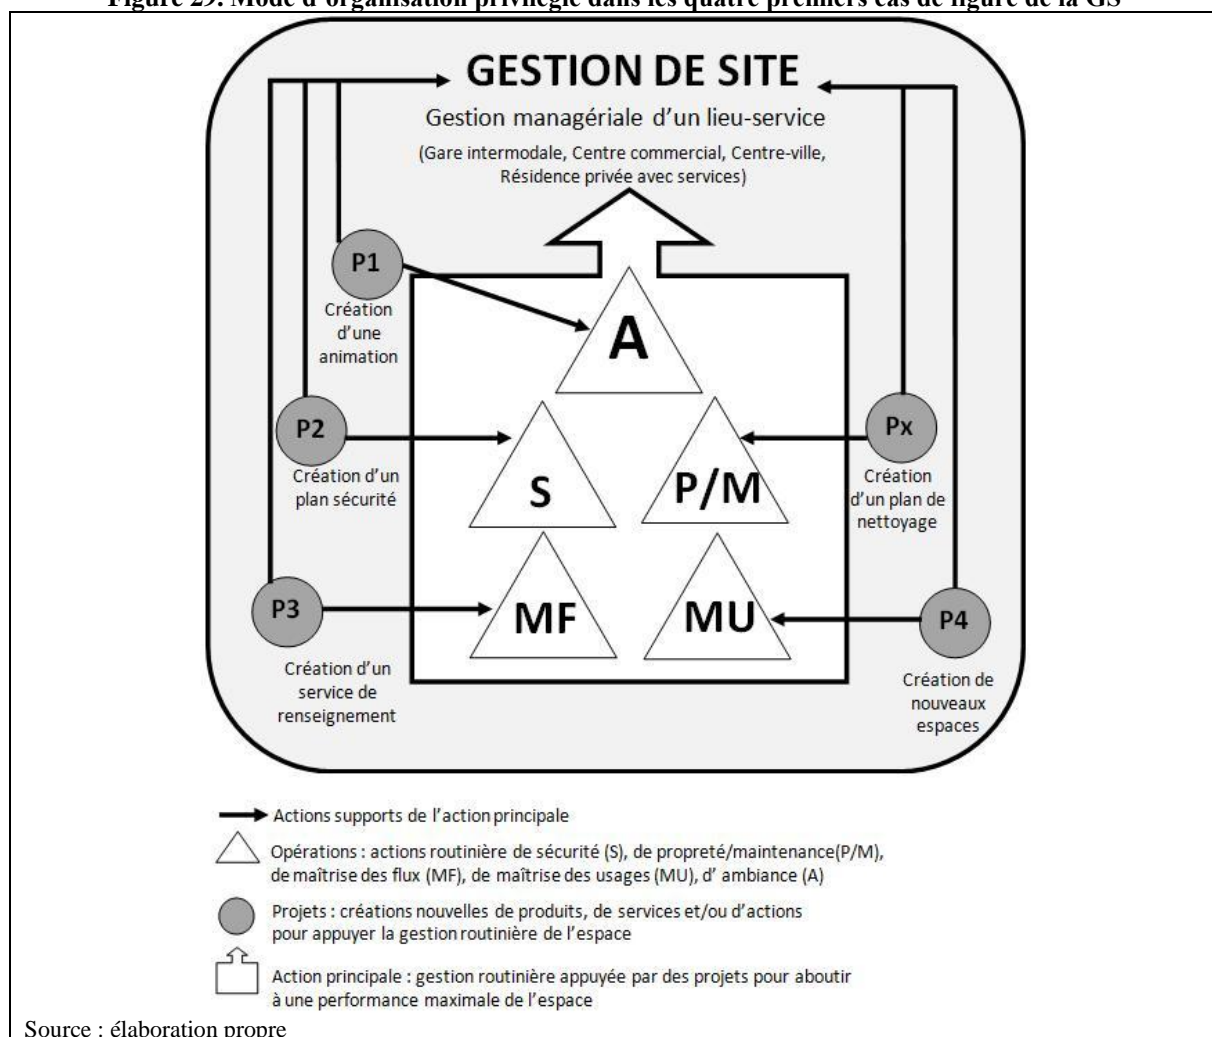 Figure 29. Mode d'organisation privilégié dans les quatre premiers cas de figure de la GS
GESTION DE SITE
Gestion managériale d'un lieu-service
(Gare intermodale, Centre commercial, Centre-ville,
Résidence privée avec services)
P1
Création
d'une
animation
A
P2
Création d'un
plan sécurité
S
P/M
Px
Création
d'un plan de
nettoyage
P3
Création d'un
service de
renseignement
MF
MU
P4
Création de
nouveaux
espaces
Actions supports de l'action principale
Opérations : actions routinière de sécurité (S), de propreté/maintenance(P/M),
de maîtrise des flux (MF), de maîtrise des usages (MU), d' ambiance (A)
Projets : créations nouvelles de produits, de services et/ou d'actions
pour appuyer la gestion routinière de l'espace
Action principale : gestion routinière appuyée par des projets pour aboutir
à une performance maximale de l'espace
Source : élaboration propre